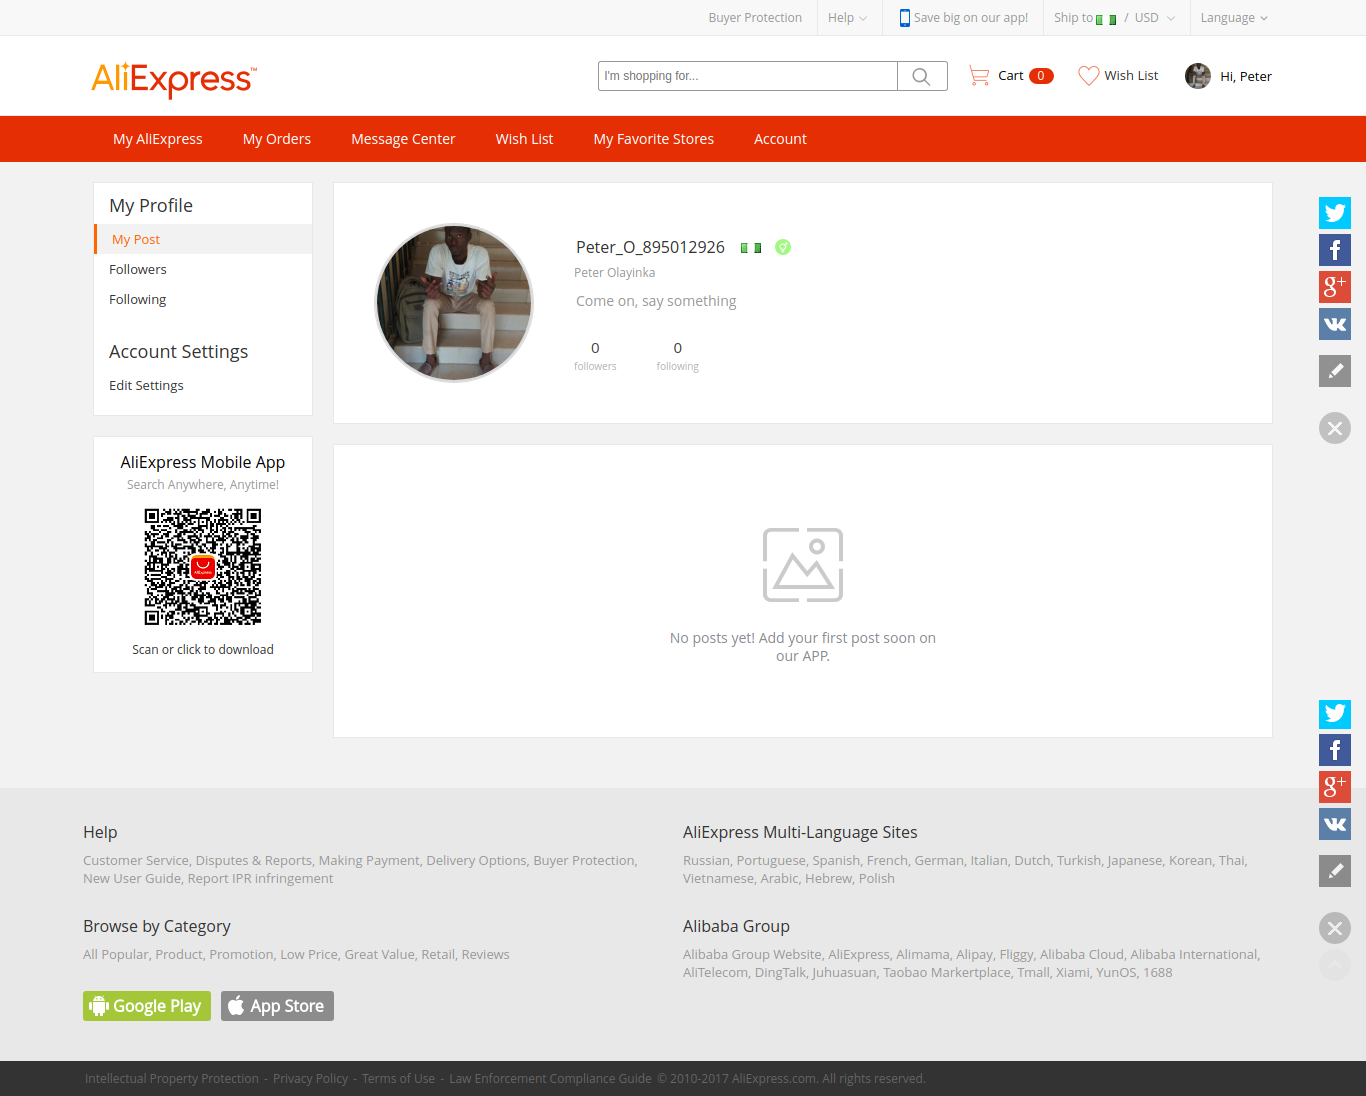 Buyer Protection
Help
Save big on our app!
Ship to / USD
Language
AliExpress™
I'm shopping for...
Cart 0
Wish List
Hi, Peter
My AliExpress
My Orders
Message Center
Wish List
My Favorite Stores
Account
My Profile
My Post
Followers
Following
Account Settings
Edit Settings
Peter_O_895012926
Peter Olayinka
Come on, say something
0
followers
0
following
AliExpress Mobile App
Search Anywhere, Anytime!
AliExpress
Scan or click to download
No posts yet! Add your first post soon on
our APP.
Help
Customer Service, Disputes & Reports, Making Payment, Delivery Options, Buyer Protection,
New User Guide, Report IPR infringement
AliExpress Multi-Language Sites
Russian, Portuguese, Spanish, French, German, Italian, Dutch, Turkish, Japanese, Korean, Thai,
Vietnamese, Arabic, Hebrew, Polish
Browse by Category
All Popular, Product, Promotion, Low Price, Great Value, Retail, Reviews
Alibaba Group
Alibaba Group Website, AliExpress, Alimama, Alipay, Fliggy, Alibaba Cloud, Alibaba International,
AliTelecom, DingTalk, Juhuasuan, Taobao Markertplace, Tmall, Xiami, YunOS, 1688
Google Play
App Store
Intellectual Property Protection - Privacy Policy - Terms of Use - Law Enforcement Compliance Guide © 2010-2017 AliExpress.com. All rights reserved.